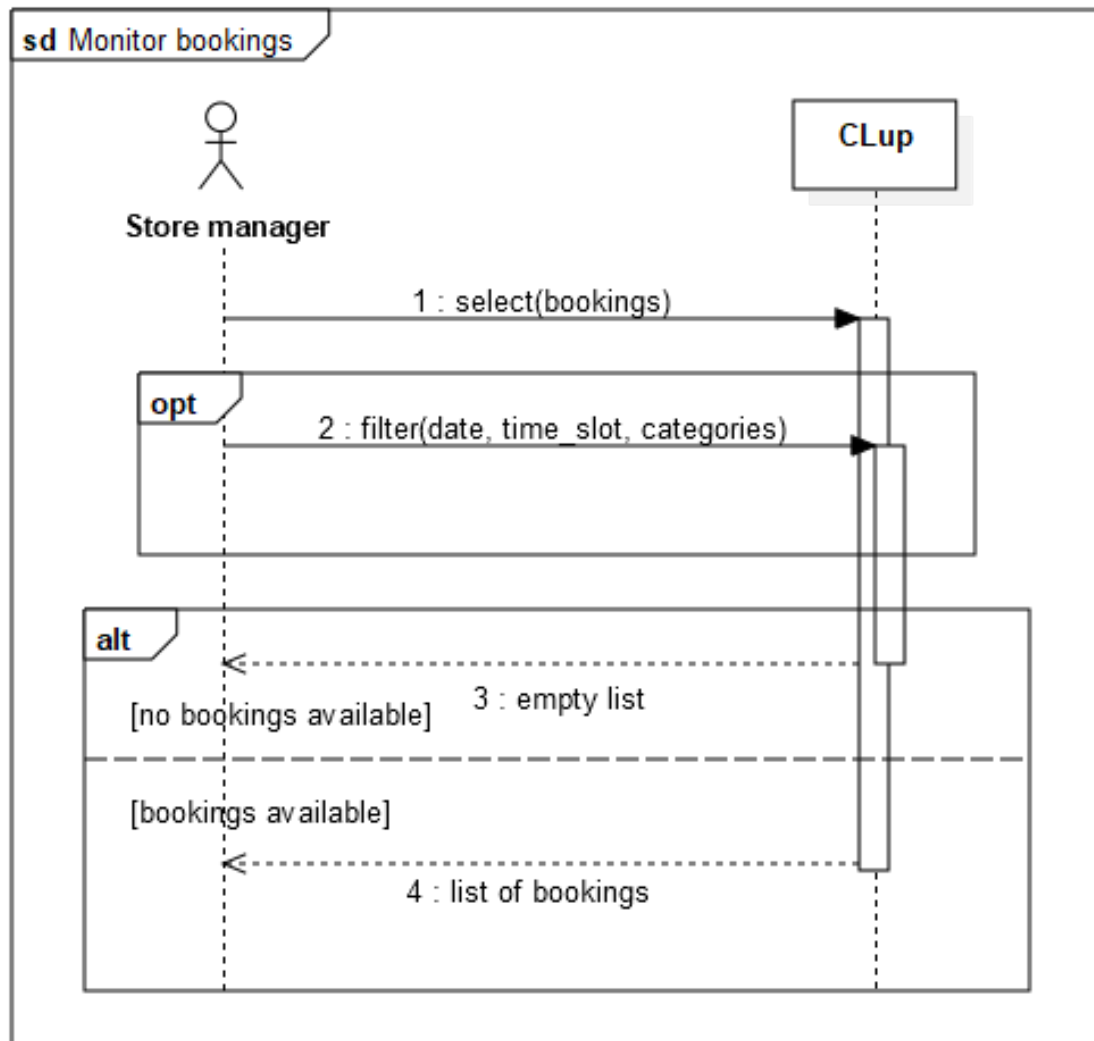 sd Monitor bookings
CLup
Store manager
1 : select(bookings)
opt
2 : filter(date, time_slot, categories)
alt
3 : empty list
[no bookings available]
[bookings available]
4 : list of bookings